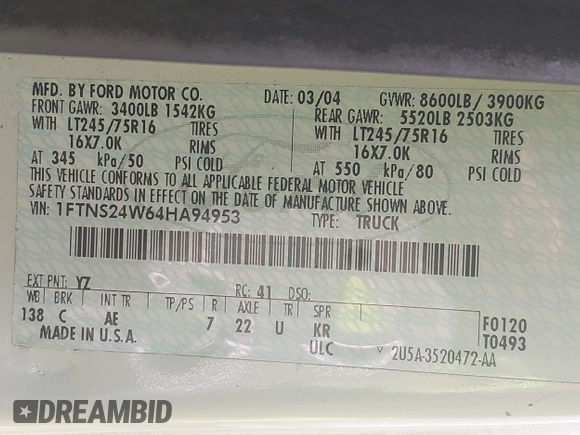 MFD. BY FORD MOTOR CO.
DATE: 03/04 GVWR: 8600LB / 3900KG
FRONT GAWR: 3400LB 1542KG REAR GAWR: 5520LB 2503KG
WITH LT245/75R16 TIRES WITH LT245/75R16 TIRES
16X7.0K RIMS 16X7.0K RIMS
AT 345 kPa/50 PSI COLD AT 550 kPa/80 PSI COLD
THIS VEHICLE CONFORMS TO ALL APPLICABLE FEDERAL MOTOR VEHICLE
SAFETY STANDARDS IN EFFECT ON THE DATE OF MANUFACTURE SHOWN ABOVE.
VIN: 1FTNS24W64HA94953 TYPE: TRUCK
EXT PNT: YZ RC: 41 DSO:
WB BRK INT TR TP/PS R AXLE TR SPR
138 C AE 7 22 U KR F0120
ULC T0493
MADE IN U.S.A. ▽ 2U5A-3520472-AA
DREAMBID